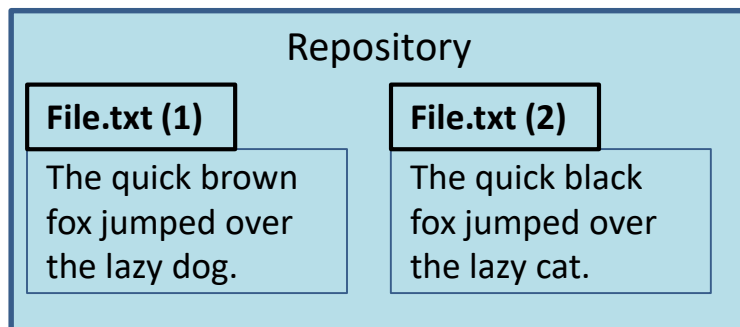 Repository
File.txt (1)
The quick brown
fox jumped over
the lazy dog.
File.txt (2)
The quick black
fox jumped over
the lazy cat.